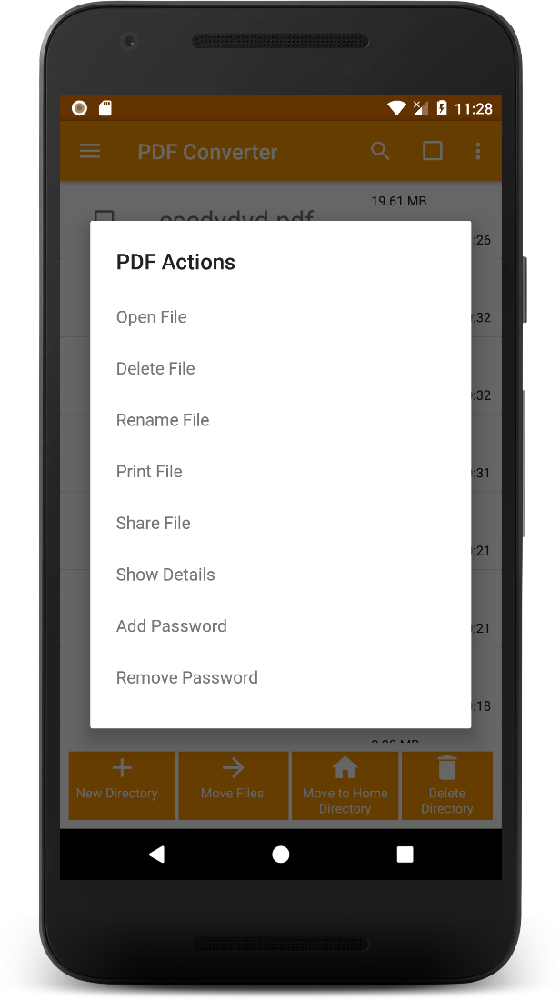 11:28
PDF Converter
19.61 MB
:26
PDF Actions
Open File
:32
Delete File
:32
Rename File
Print File
:31
Share File
:21
Show Details
Add Password
:21
Remove Password
:18
New Directory
Move Files
Move to Home
Directory
Delete
Directory